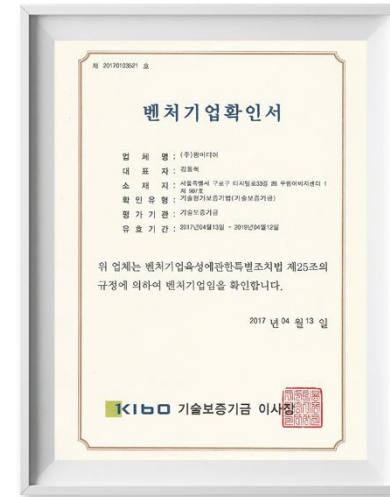 제 20170103521 호
벤처기업확인서
업 체 명 : (주)원미디어
대 표 자 : 김동혁
소 재 지 : 서울특별시 구로구 디지털로33길 28 우림이비지센터 1
차 907호
확 인 유 형 : 기술평가보증기업(기술보증기금)
평 가 기 관 : 기술보증기금
유 효 기 간 : 2017년04월13일 ~ 2019년04월12일
위 업체는 벤처기업육성에관한특별조치법 제25조의
규정에 의하여 벤처기업임을 확인합니다.
2017 년 04 월 13 일
KIBO 기술보증기금 이사장